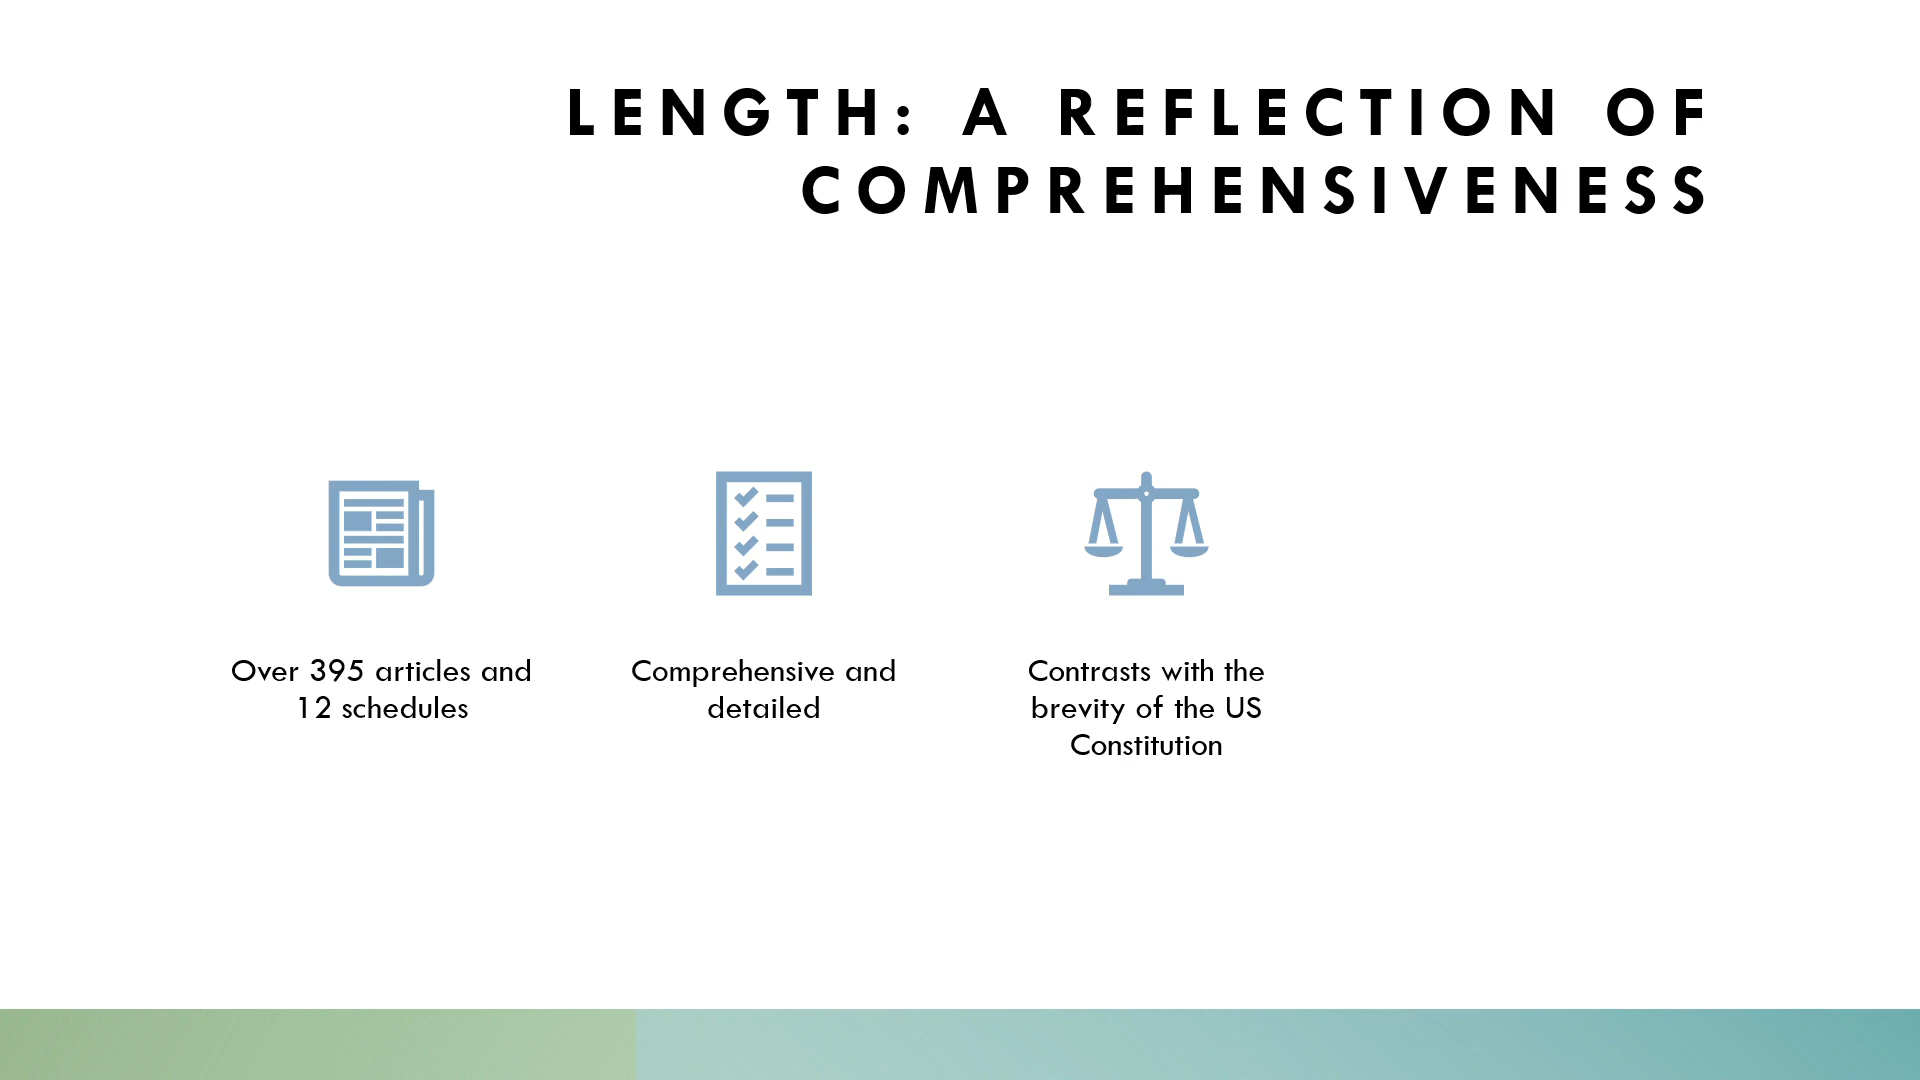 LENGTH: A REFLECTION OF
COMPREHENSIVENESS
Over 395 articles and
12 schedules
Comprehensive and
detailed
Contrasts with the
brevity of the US
Constitution